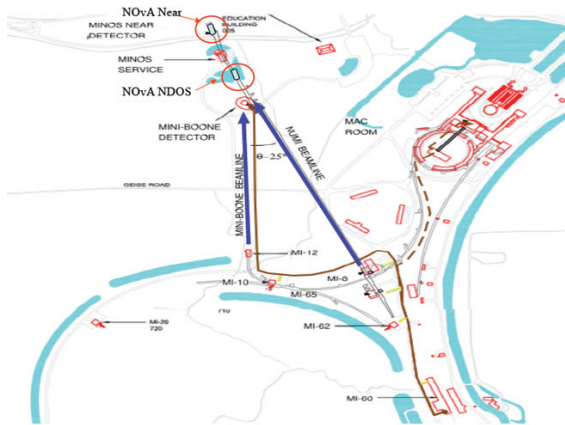 NOvA Near
MINOS NEAR
DETECTOR
EDUCATION
BUILDING
MINOS
SERVICE
NOvA NDOS
MINI-BOONE
DETECTOR
MAC
ROOM
NUMI BEAMLINE
θ~25°
MINI-BOONE BEAMLINE
GEISE ROAD
MI-12
MI-8
MI-10
MI-65
MI-62
MI-20
720
710
MI-60